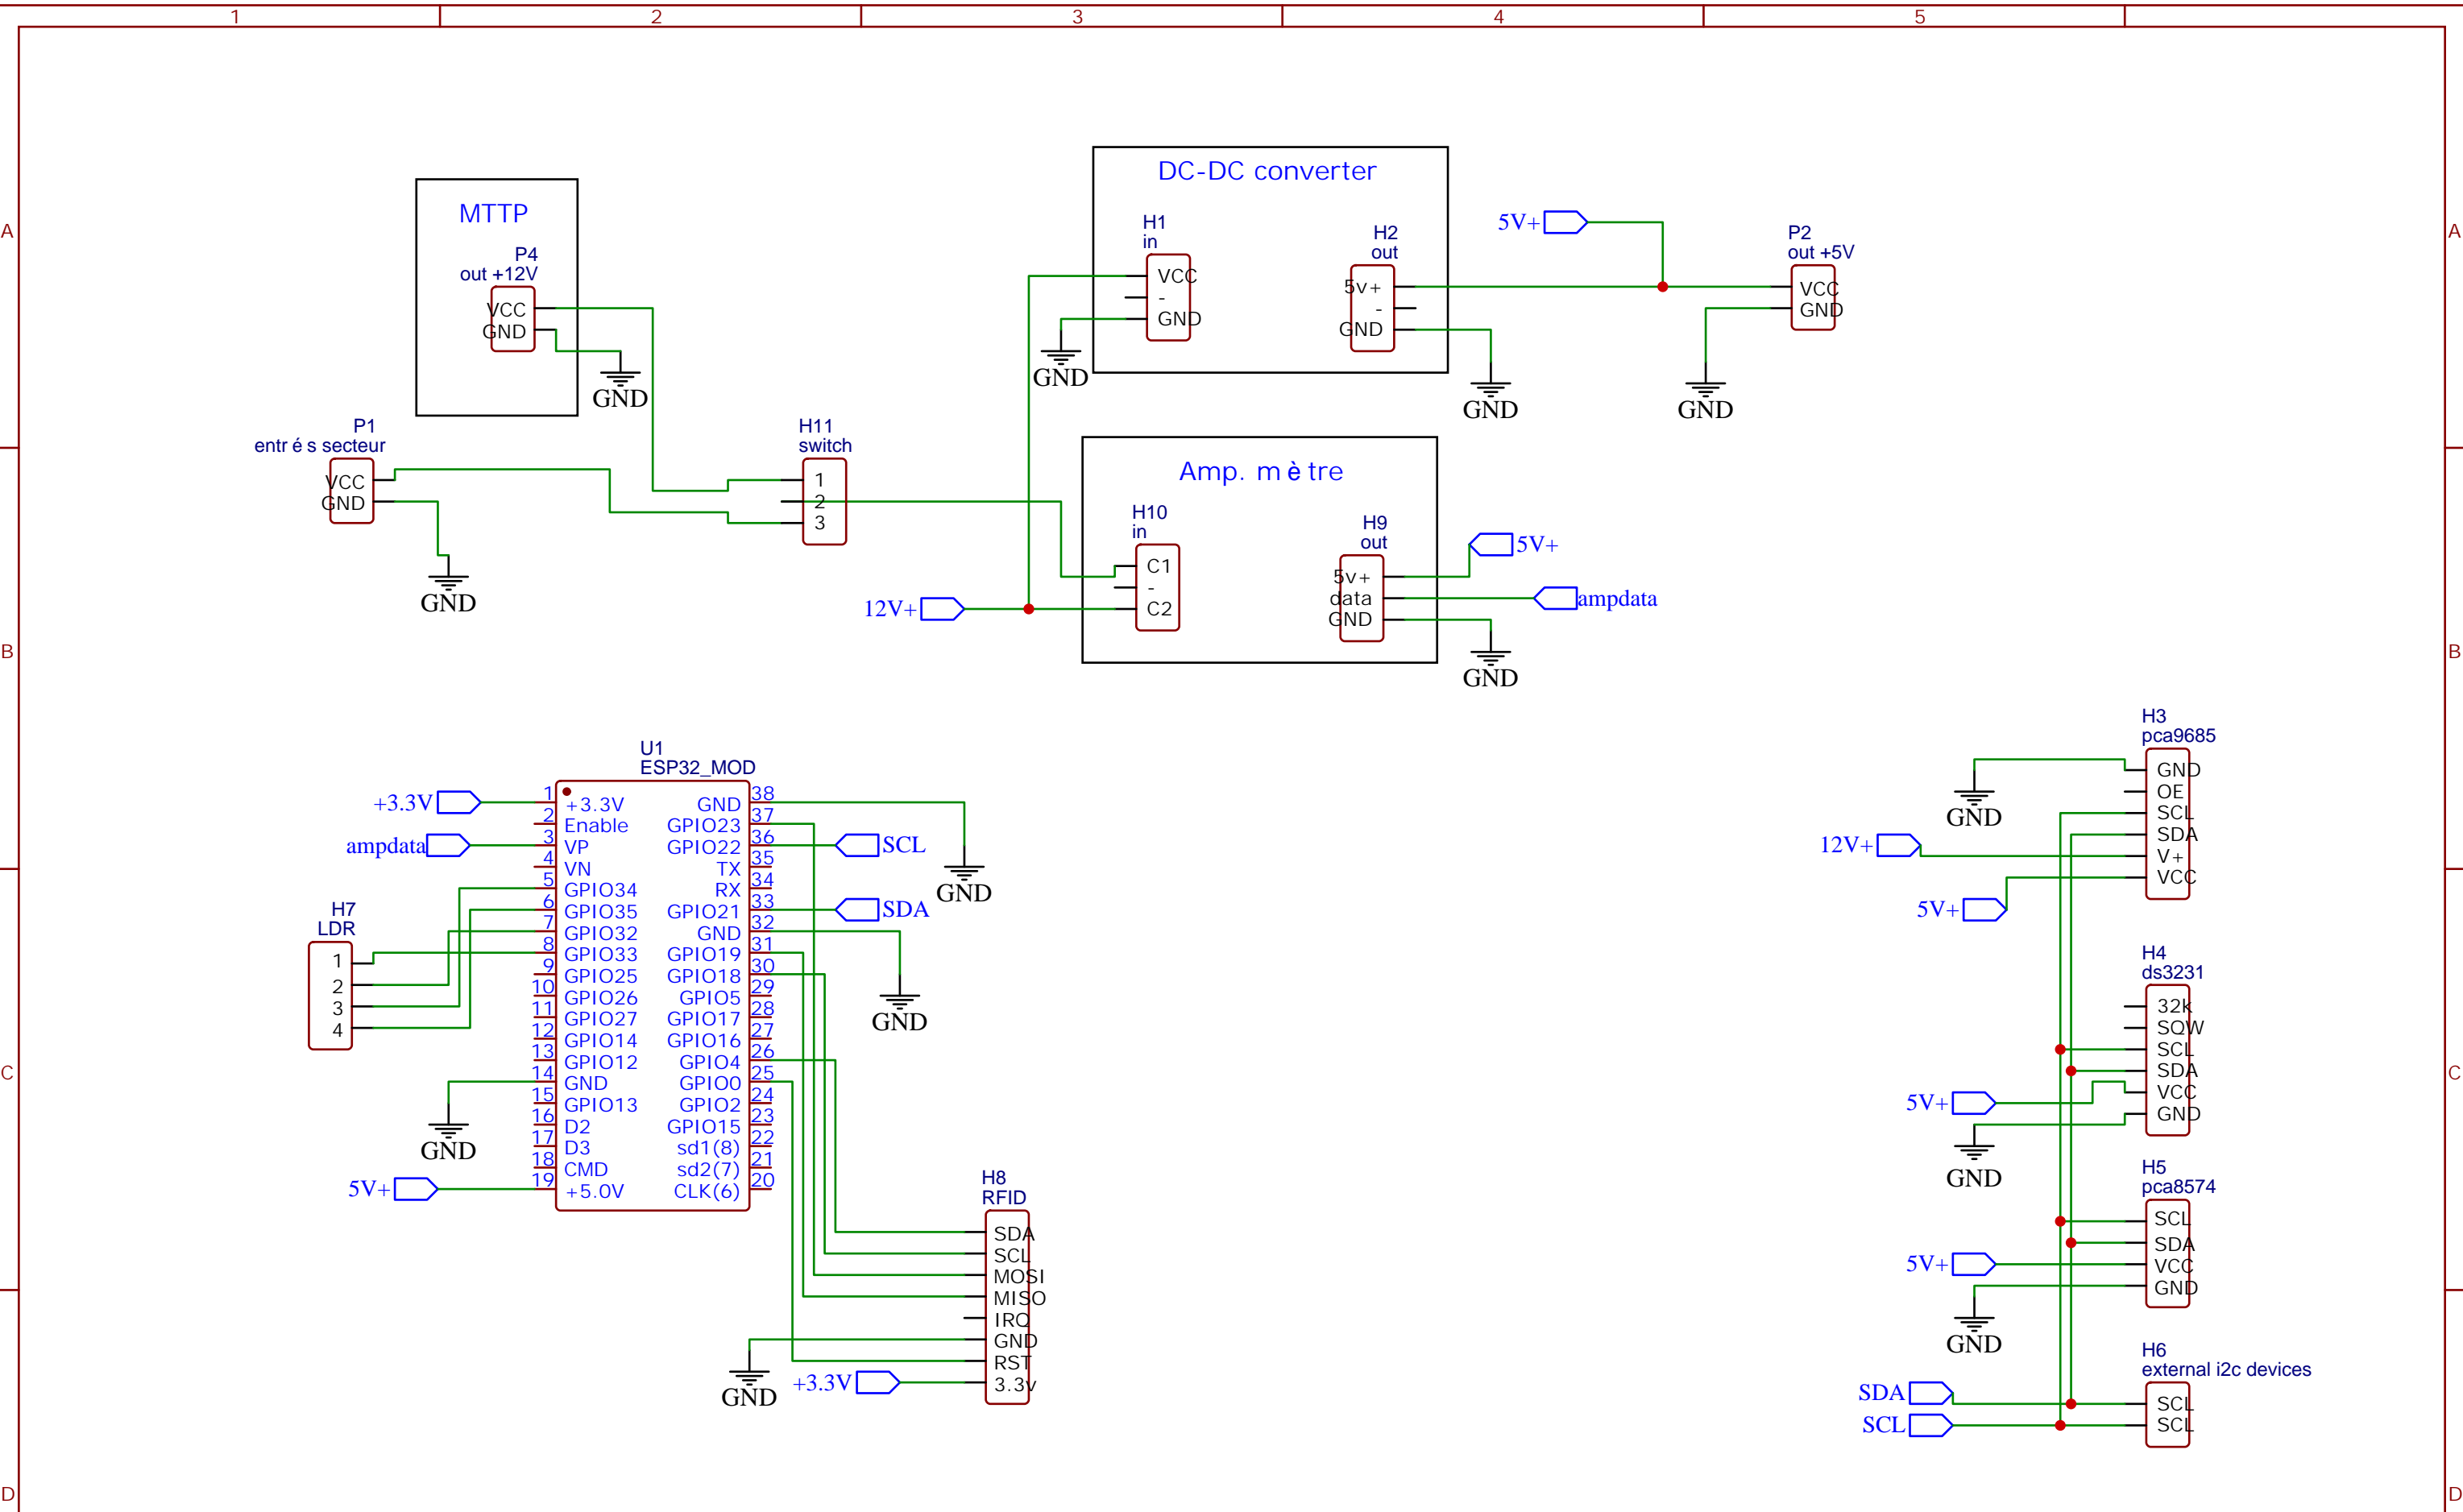 1 2 3 4 5
A A
B B
C C
D D
MTTP
P4
out +12V
VCC
GND
GND
P1
entr é s secteur
VCC
GND
GND
H11
switch
1
2
3
DC-DC converter
H1
in
VCC
-
GND
GND
H2
out
5v+
-
GND
GND
5V+
P2
out +5V
VCC
GND
GND
Amp. m è tre
H10
in
C1
-
C2
12V+
H9
out
5v+
data
GND
5V+
ampdata
GND
U1
ESP32_MOD
+3.3V 1 +3.3V GND 38
2 Enable GPIO23 37
ampdata 3 VP GPIO22 36 SCL
4 VN TX 35
5 GPIO34 RX 34
6 GPIO35 GPIO21 33 SDA
7 GPIO32 GND 32
8 GPIO33 GPIO19 31
9 GPIO25 GPIO18 30
10 GPIO26 GPIO5 29
11 GPIO27 GPIO17 28
12 GPIO14 GPIO16 27
13 GPIO12 GPIO4 26
14 GND GPIO0 25
15 GPIO13 GPIO2 24
16 D2 GPIO15 23
17 D3 sd1(8) 22
18 CMD sd2(7) 21
5V+ 19 +5.0V CLK(6) 20
GND
GND
GND
H7
LDR
1
2
3
4
H8
RFID
SDA
SCL
MOSI
MISO
IRQ
GND
RST
3.3v
GND
+3.3V
H3
pca9685
GND
OE
SCL
SDA
V+
VCC
GND
12V+
5V+
H4
ds3231
32k
SQW
SCL
SDA
VCC
GND
5V+
GND
H5
pca8574
SCL
SDA
VCC
GND
5V+
GND
H6
external i2c devices
SDA
SCL
SCL
SCL